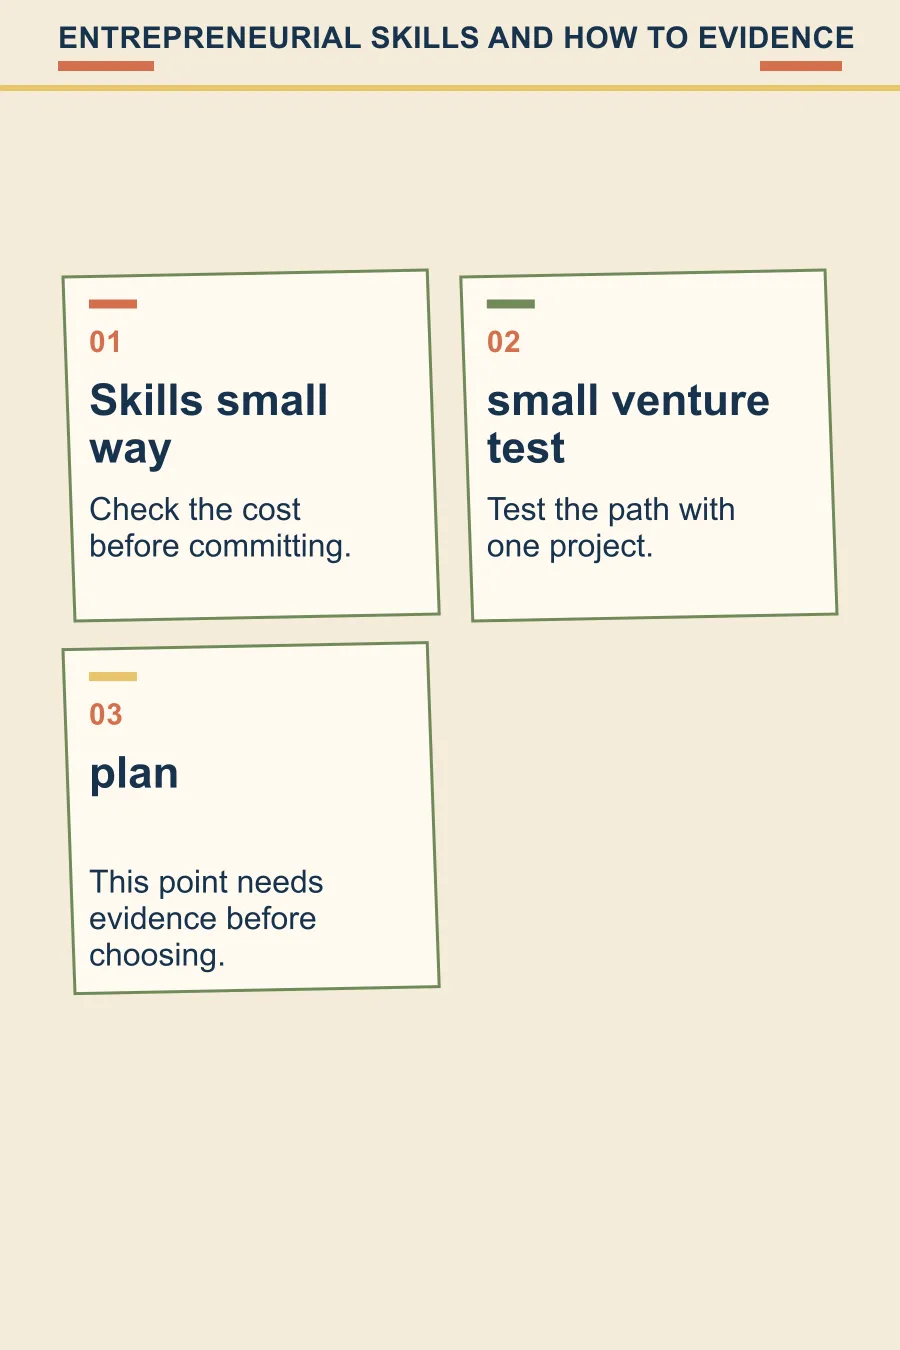 ENTREPRENEURIAL SKILLS AND HOW TO EVIDENCE
01
Skills small
way
Check the cost
before committing.
02
small venture
test
Test the path with
one project.
03
plan
This point needs
evidence before
choosing.